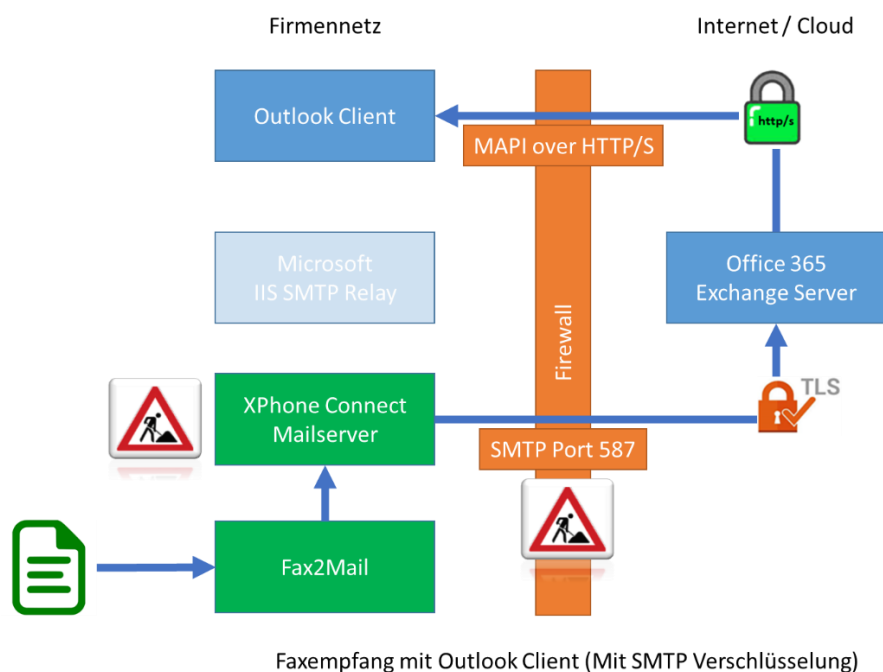 Firmennetz
Internet / Cloud
Outlook Client
http/s
MAPI over HTTP/S
Microsoft
IIS SMTP Relay
Office 365
Exchange Server
Firewall
XPhone Connect
Mailserver
TLS
SMTP Port 587
Fax2Mail
Faxempfang mit Outlook Client (Mit SMTP Verschlüsselung)